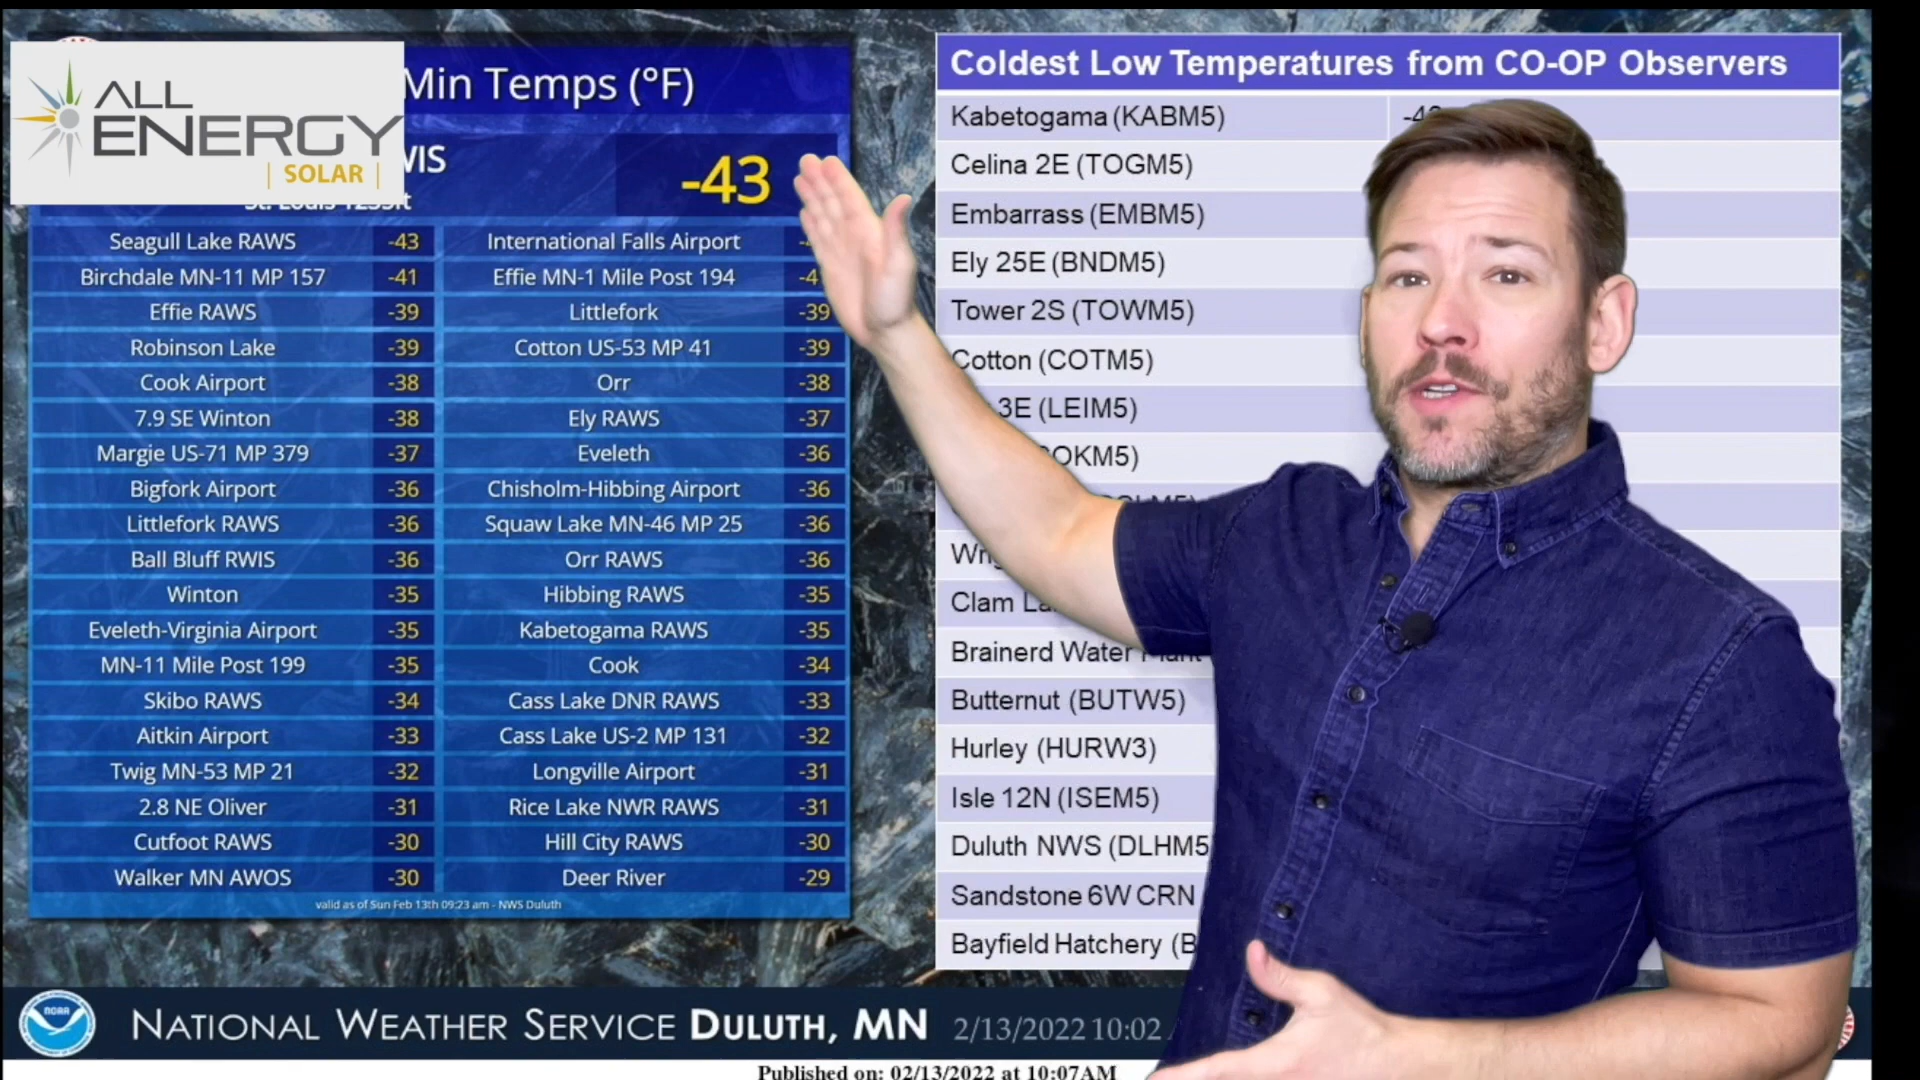 ALL
ENERGY
| SOLAR |
Min Temps (°F)
-43
Seagull Lake RAWS -43 International Falls Airport
Birchdale MN-11 MP 157 -41 Effie MN-1 Mile Post 194
Effie RAWS -39 Littlefork -39
Robinson Lake -39 Cotton US-53 MP 41 -39
Cook Airport -38 Orr -38
7.9 SE Winton -38 Ely RAWS -37
Margie US-71 MP 379 -37 Eveleth -36
Bigfork Airport -36 Chisholm-Hibbing Airport -36
Littlefork RAWS -36 Squaw Lake MN-46 MP 25 -36
Ball Bluff RWIS -36 Orr RAWS -36
Winton -35 Hibbing RAWS -35
Eveleth-Virginia Airport -35 Kabetogama RAWS -35
MN-11 Mile Post 199 -35 Cook -34
Skibo RAWS -34 Cass Lake DNR RAWS -33
Aitkin Airport -33 Cass Lake US-2 MP 131 -32
Twig MN-53 MP 21 -32 Longville Airport -31
2.8 NE Oliver -31 Rice Lake NWR RAWS -31
Cutfoot RAWS -30 Hill City RAWS -30
Walker MN AWOS -30 Deer River -29
valid as of Sun Feb 13th 09:23 am - NWS Duluth
Coldest Low Temperatures from CO-OP Observers
Kabetogama (KABM5)
Celina 2E (TOGM5)
Embarrass (EMBM5)
Ely 25E (BNDM5)
Tower 2S (TOWM5)
Cotton (COTM5)
3E (LEIM5)
Clam
Brainerd Water Plant
Butternut (BUTW5)
Hurley (HURW3)
Isle 12N (ISEM5)
Duluth NWS (DLHM5
Sandstone 6W CRN
Bayfield Hatchery (B
NOAA
NATIONAL WEATHER SERVICE DULUTH, MN 2/13/2022 10:02
Published on: 02/13/2022 at 10:07AM